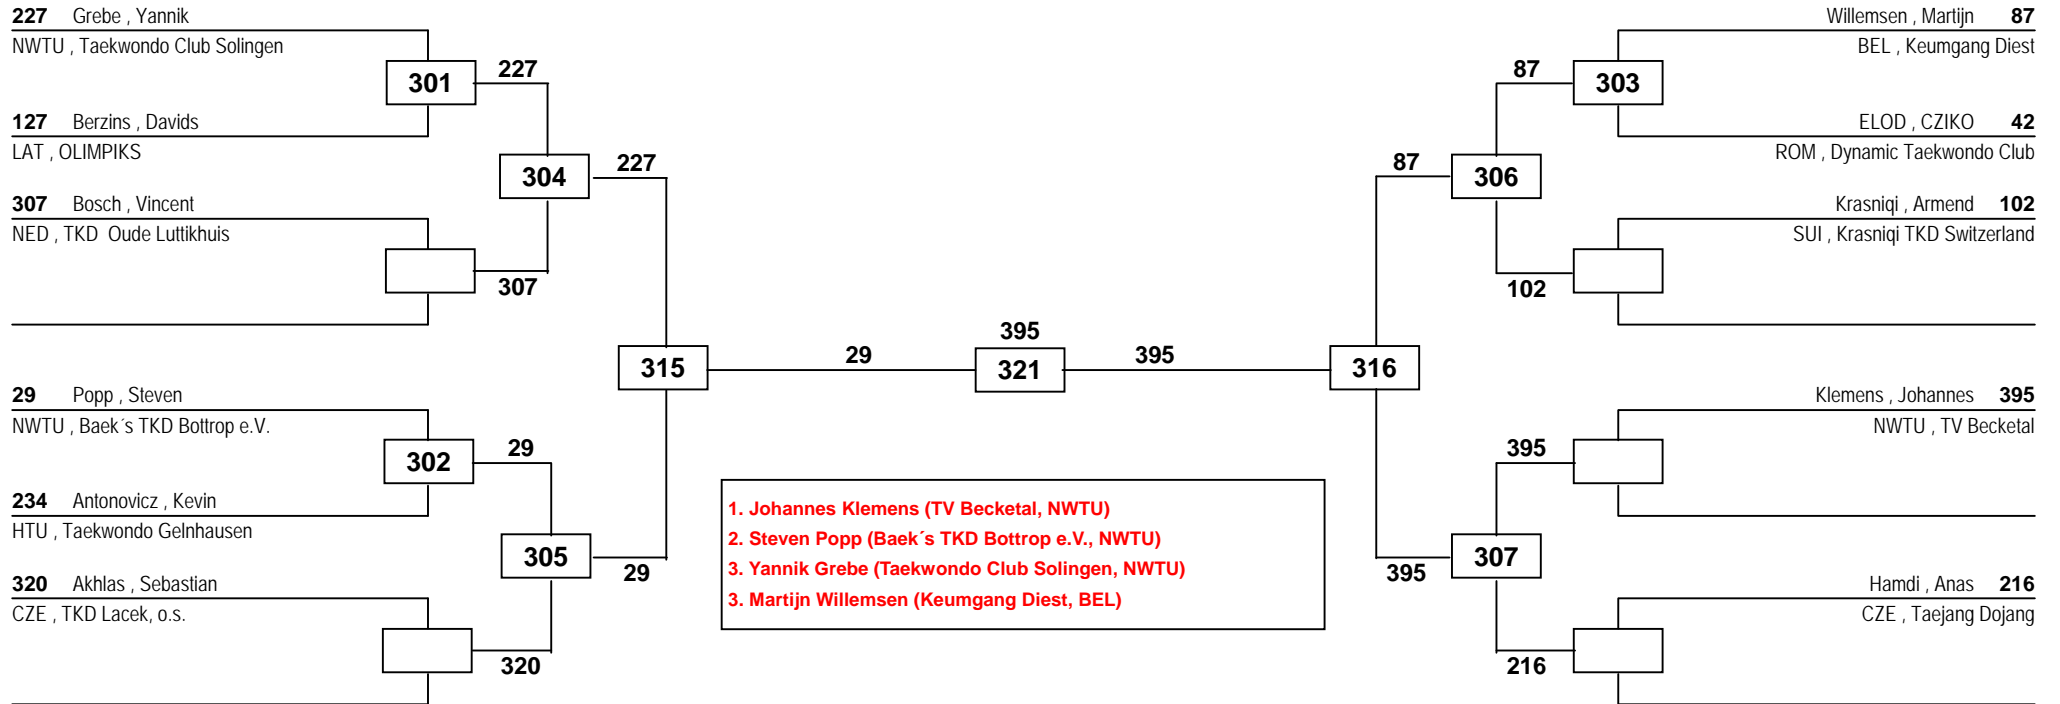 227 Grebe , Yannik
NWTU , Taekwondo Club Solingen
301
227
127 Berzins , Davids
LAT , OLIMPIKS
304
227
307 Bosch , Vincent
NED , TKD  Oude Luttikhuis
307
315
29
29 Popp , Steven
NWTU , Baek´s TKD Bottrop e.V.
302
29
234 Antonovicz , Kevin
HTU , Taekwondo Gelnhausen
305
29
320 Akhlas , Sebastian
CZE , TKD Lacek, o.s.
320
395
321
395
1. Johannes Klemens (TV Becketal, NWTU)
2. Steven Popp (Baek´s TKD Bottrop e.V., NWTU)
3. Yannik Grebe (Taekwondo Club Solingen, NWTU)
3. Martijn Willemsen (Keumgang Diest, BEL)
Willemsen , Martijn 87
BEL , Keumgang Diest
87
303
ELOD , CZIKO 42
ROM , Dynamic Taekwondo Club
87
306
Krasniqi , Armend 102
SUI , Krasniqi TKD Switzerland
102
316
Klemens , Johannes 395
NWTU , TV Becketal
395
307
395
Hamdi , Anas 216
CZE , Taejang Dojang
216